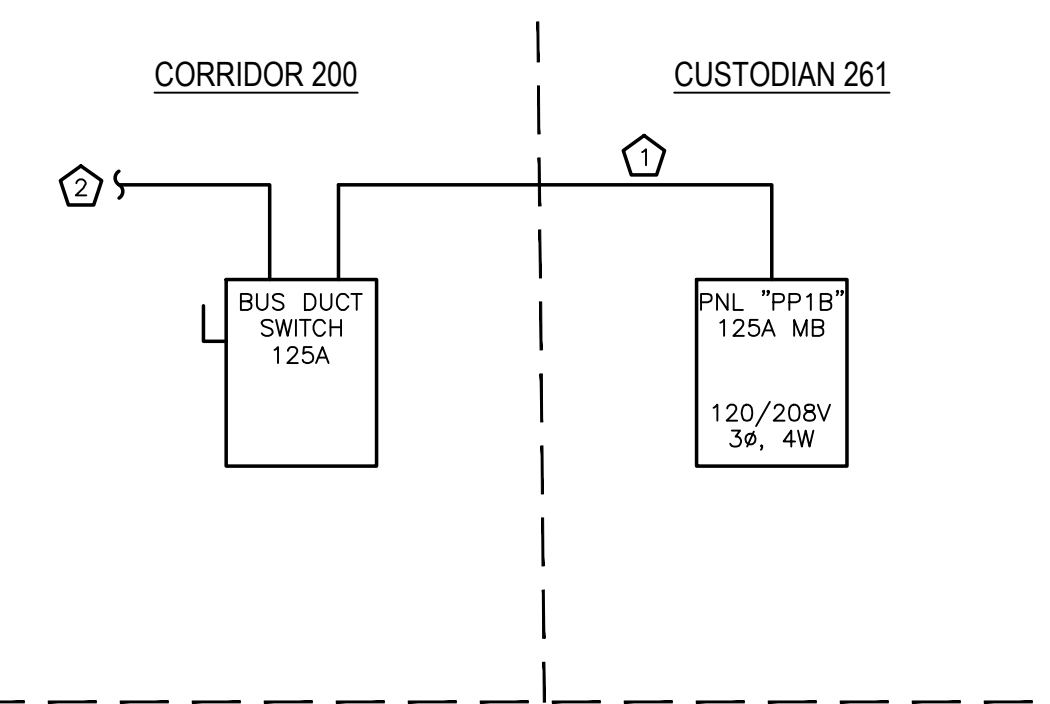 CORRIDOR 200
CUSTODIAN 261
2
1
BUS DUCT
SWITCH
125A
PNL "PP1B"
125A MB
120/208V
3ø, 4W